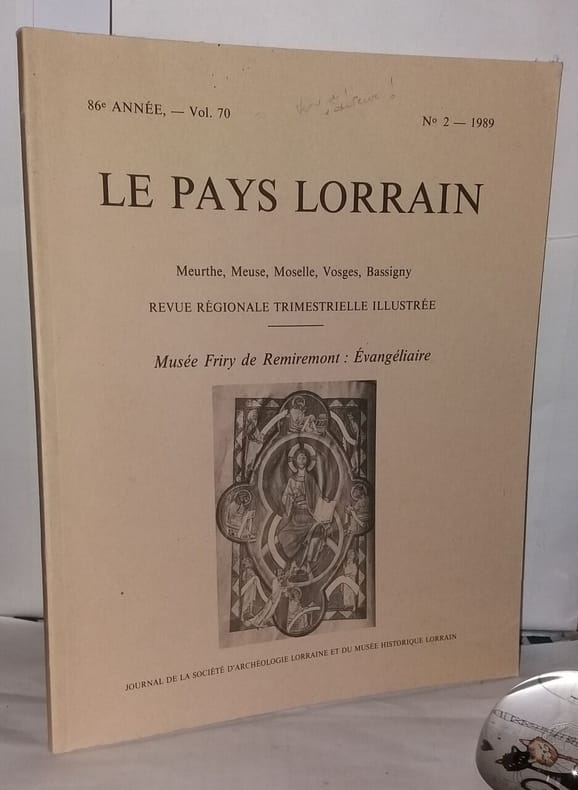 86e ANNÉE, — Vol. 70
No 2 — 1989
LE PAYS LORRAIN
Meurthe, Meuse, Moselle, Vosges, Bassigny
REVUE RÉGIONALE TRIMESTRIELLE ILLUSTRÉE
Musée Friry de Remiremont : Évangéliaire
JOURNAL DE LA SOCIÉTÉ D'ARCHÉOLOGIE LORRAINE ET DU MUSÉE HISTORIQUE LORRAIN